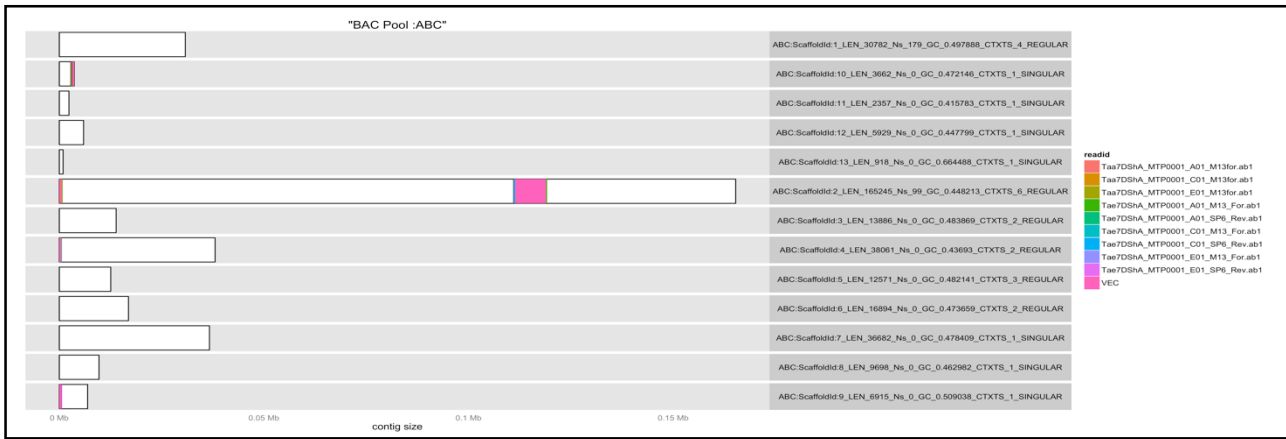 "BAC Pool :ABC"
ABC:ScaffoldId:1_LEN_30782_Ns_179_GC_0.497888_CTXTS_4_REGULAR
ABC:ScaffoldId:10_LEN_3662_Ns_0_GC_0.472146_CTXTS_1_SINGULAR
ABC:ScaffoldId:11_LEN_2357_Ns_0_GC_0.415783_CTXTS_1_SINGULAR
ABC:ScaffoldId:12_LEN_5929_Ns_0_GC_0.447799_CTXTS_1_SINGULAR
ABC:ScaffoldId:13_LEN_918_Ns_0_GC_0.664488_CTXTS_1_SINGULAR
ABC:ScaffoldId:2_LEN_165245_Ns_99_GC_0.448213_CTXTS_6_REGULAR
ABC:ScaffoldId:3_LEN_13886_Ns_0_GC_0.483869_CTXTS_2_REGULAR
ABC:ScaffoldId:4_LEN_38061_Ns_0_GC_0.43693_CTXTS_2_REGULAR
ABC:ScaffoldId:5_LEN_12571_Ns_0_GC_0.482141_CTXTS_3_REGULAR
ABC:ScaffoldId:6_LEN_16894_Ns_0_GC_0.473659_CTXTS_2_REGULAR
ABC:ScaffoldId:7_LEN_36682_Ns_0_GC_0.478409_CTXTS_1_SINGULAR
ABC:ScaffoldId:8_LEN_9698_Ns_0_GC_0.462982_CTXTS_1_SINGULAR
ABC:ScaffoldId:9_LEN_6915_Ns_0_GC_0.509038_CTXTS_1_SINGULAR
0 Mb
0.05 Mb
0.1 Mb
0.15 Mb
contig size
readid
Taa7DShA_MTP0001_A01_M13for.ab1
Taa7DShA_MTP0001_C01_M13for.ab1
Taa7DShA_MTP0001_E01_M13for.ab1
Tae7DShA_MTP0001_A01_M13_For.ab1
Tae7DShA_MTP0001_A01_SP6_Rev.ab1
Tae7DShA_MTP0001_C01_M13_For.ab1
Tae7DShA_MTP0001_C01_SP6_Rev.ab1
Tae7DShA_MTP0001_E01_M13_For.ab1
Tae7DShA_MTP0001_E01_SP6_Rev.ab1
VEC